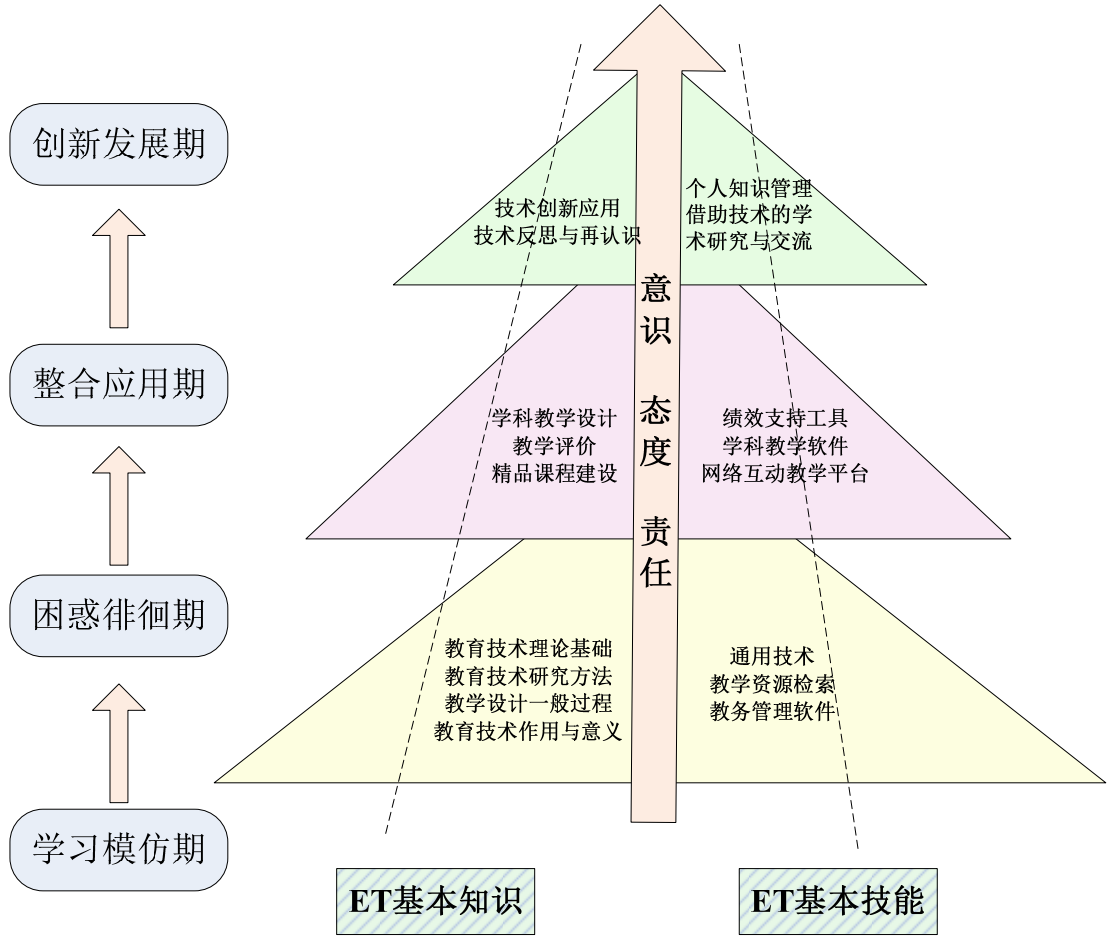 创新发展期
整合应用期
困惑徘徊期
学习模仿期
技术创新应用
技术反思与再认识
个人知识管理
借助技术的学
术研究与交流
意
识
态
度
责
任
学科教学设计
教学评价
精品课程建设
绩效支持工具
学科教学软件
网络互动教学平台
教育技术理论基础
教育技术研究方法
教学设计一般过程
教育技术作用与意义
通用技术
教学资源检索
教务管理软件
ET基本知识
ET基本技能